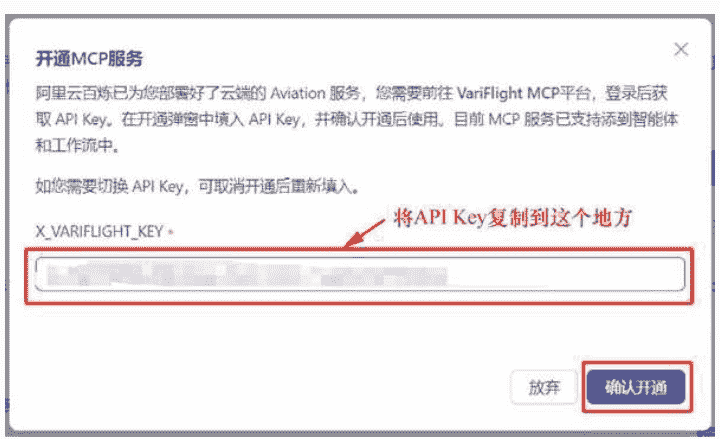 开通MCP服务
阿里云百炼已为您部署好了云端的 Aviation 服务，您需要前往 VariFlight MCP平台，登录后获
取 API Key。在开通弹窗中填入 API Key，并确认开通后使用。目前 MCP 服务已支持添到智能体
和工作流中。
如您需要切换 API Key，可取消开通后重新填入。
将API Key复制到这个地方
X_VARIFLIGHT_KEY *
放弃
确认开通